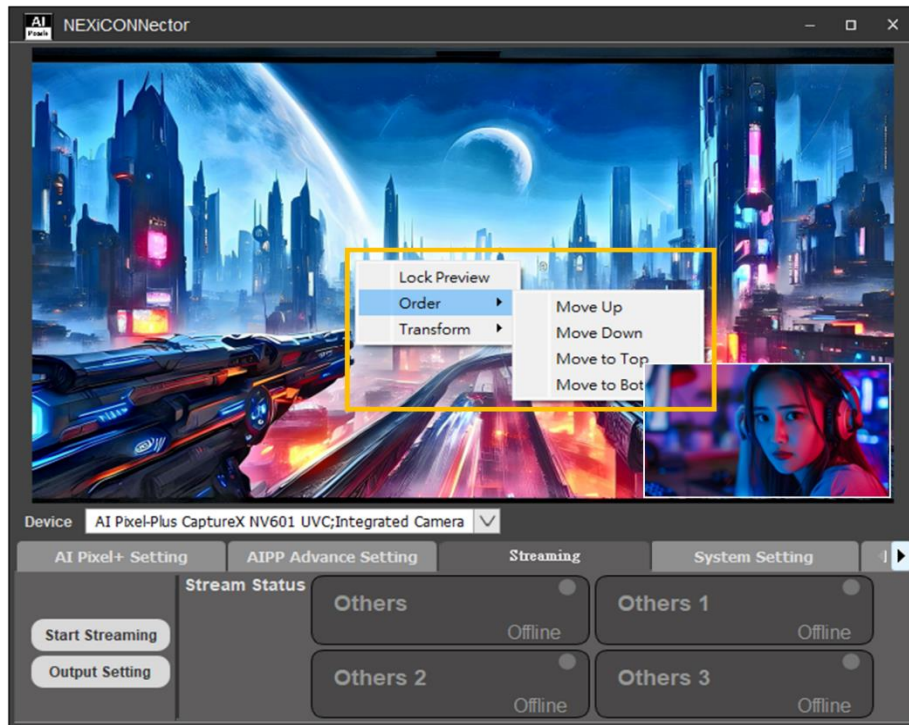 AI
Pixels
NEXiCONNector
Lock Preview
Order
Transform
Move Up
Move Down
Move to Top
Move to Bot
Device
AI Pixel-Plus CaptureX NV601 UVC;Integrated Camera
AI Pixel+ Setting
AIPP Advance Setting
Streaming
System Setting
Stream Status
Start Streaming
Output Setting
Others
Offline
Others 1
Offline
Others 2
Offline
Others 3
Offline